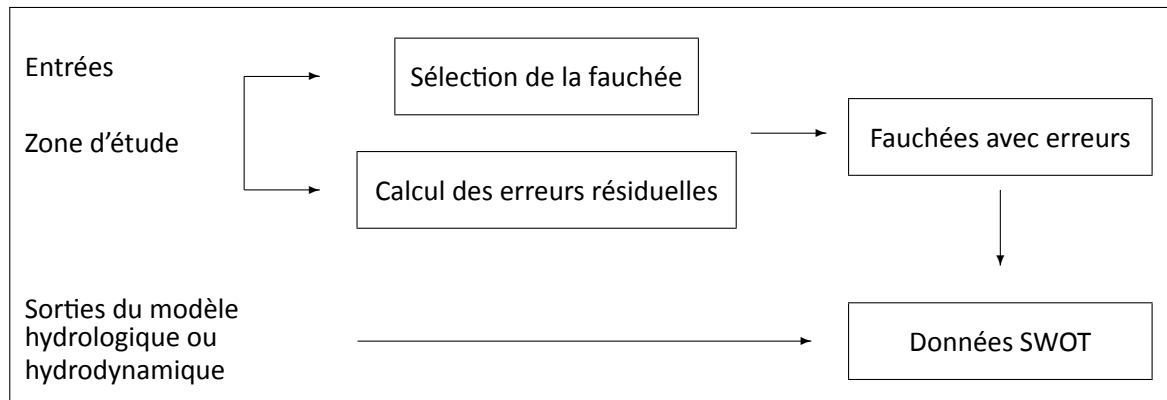 Entrées
Sélection de la fauchée
Zone d'étude
Fauchées avec erreurs
Calcul des erreurs résiduelles
Sorties du modèle
hydrologique ou
hydrodynamique
Données SWOT